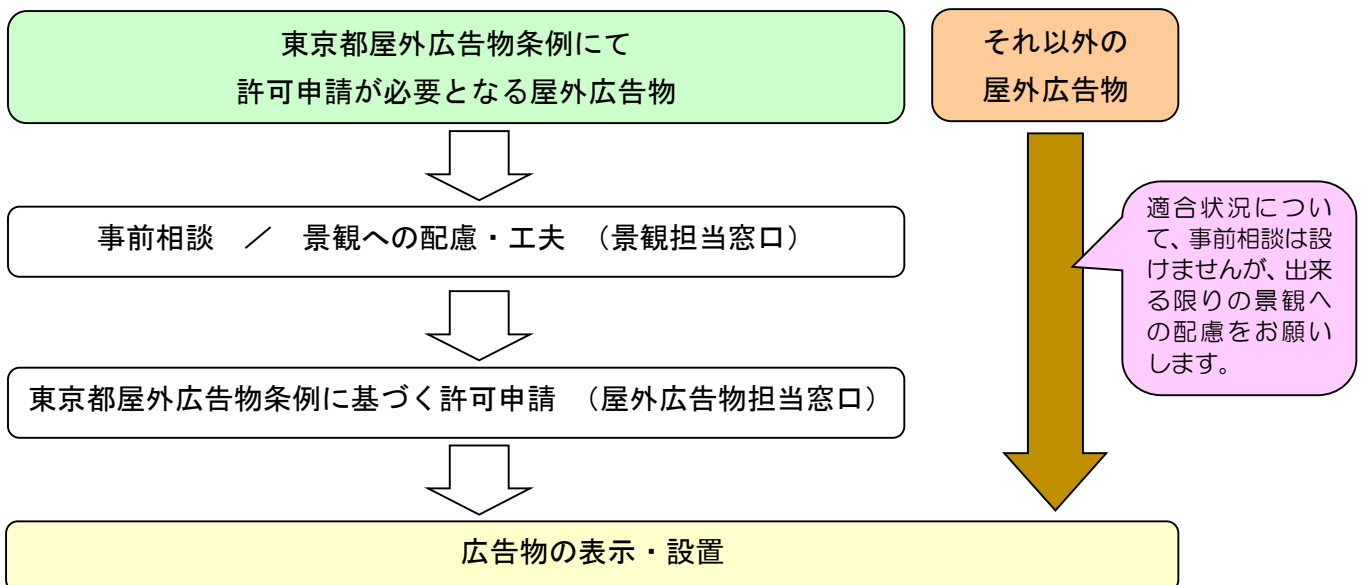 東京都屋外広告物条例にて
許可申請が必要となる屋外広告物
それ以外の
屋外広告物
事前相談　／　景観への配慮・工夫　（景観担当窓口）
適合状況につい
て、事前相談は設
けませんが、出来
る限りの景観へ
の配慮をお願い
します。
東京都屋外広告物条例に基づく許可申請　（屋外広告物担当窓口）
広告物の表示・設置